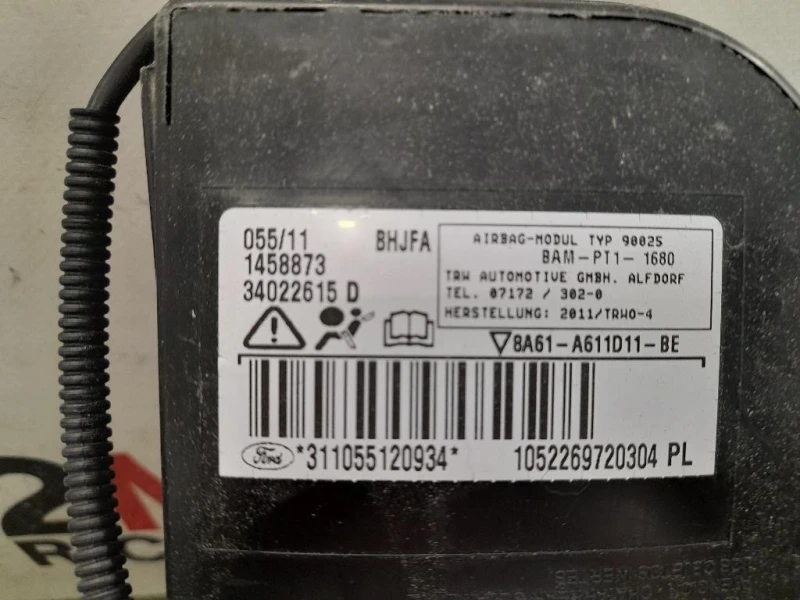 055/11 BHJFA
1458873
34022615 D
AIRBAG-MODUL TYP 90025
BAM-PT1- 1680
TRW AUTOMOTIVE GMBH. ALFDORF
TEL. 07172 / 302-0
HERSTELLUNG: 2011/TRWO-4
8A61-A611D11-BE
Ford *311055120934* 1052269720304 PL